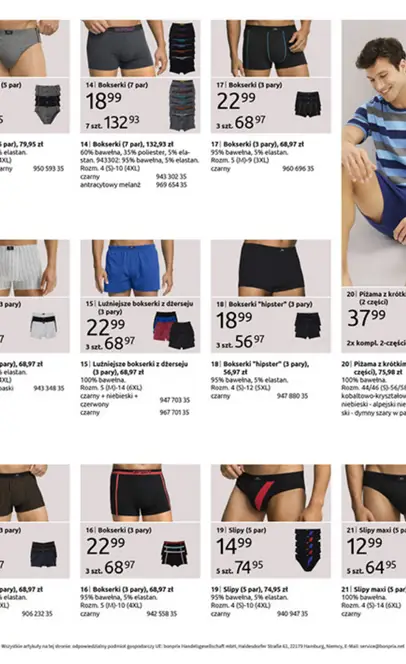 (5 par)
par), 79,95 zł
% elastan.
4XL)
czarny 950 593 35
14 | Bokserki (7 par)
18 99
7 szt. 132 93
14 | Bokserki (7 par), 132,93 zł
60% bawełna, 35% poliester, 5% ela-
stan. 943302: 95% bawełna, 5% elastan.
Rozm. 4 (S)-10 (4XL)
czarny 943 302 35
antracytowy melanż 969 654 35
17 | Bokserki (3 pary)
22 99
3 szt. 68 97
17 | Bokserki (3 pary), 68,97 zł
95% bawełna, 5% elastan.
Rozm. 5 (M)-9 (3XL)
czarny 960 696 35
20 | Piżama z krótk
(2 części)
37 99
2x kompl. 2-części
20 | Piżama z krótkim
części), 75,98 zł
100% bawełna.
Rozm. 44/46 (S)-56/58
kobaltowo-kryształow
niebieski - alpejski nie
ski - dymny szary w pa
3 pary)
pary), 68,97 zł
% elastan.
4XL)
943 348 35
15 | Luźniejsze bokserki z dżerseju
(3 pary)
22 99
3 szt. 68 97
15 | Luźniejsze bokserki z dżerseju
(3 pary), 68,97 zł
100% bawełna.
Rozm. 5 (M)-14 (6XL)
czarny + niebieski +
czerwony 947 703 35
czarny 967 701 35
18 | Bokserki "hipster" (3 pary)
18 99
3 szt. 56 97
18 | Bokserki "hipster" (3 pary),
56,97 zł
95% bawełna, 5% elastan.
Rozm. 4 (S)-12 (5XL)
czarny 947 880 35
3 pary)
pary), 68,97 zł
% elastan.
XL)
906 232 35
16 | Bokserki (3 pary)
22 99
3 szt. 68 97
16 | Bokserki (3 pary), 68,97 zł
95% bawełna, 5% elastan.
Rozm. 5 (M)-10 (4XL)
czarny 942 558 35
19 | Slipy (5 par)
14 99
5 szt. 74 95
19 | Slipy (5 par), 74,95 zł
95% bawełna, 5% elastan.
Rozm. 4 (S)-10 (4XL)
czarny 940 947 35
21 | Slipy maxi (5 par)
12 99
5 szt. 64 95
21 | Slipy maxi (5 par)
100% bawełna.
Rozm. 4 (S)-14 (6XL)
czarny
Wszystkie artykuły na tej stronie: odpowiedzialny podmiot gospodarczy UE: bonprix Handelsgesellschaft mbH, Haldesdorfer Straße 61, 22179 Hamburg, Niemcy, E-Mail: service@bonprix.net